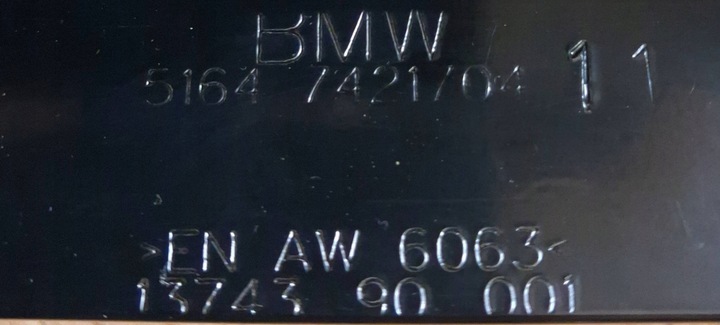 BMW
5164 7421704 11
>EN AW 6063<
13743 90 001